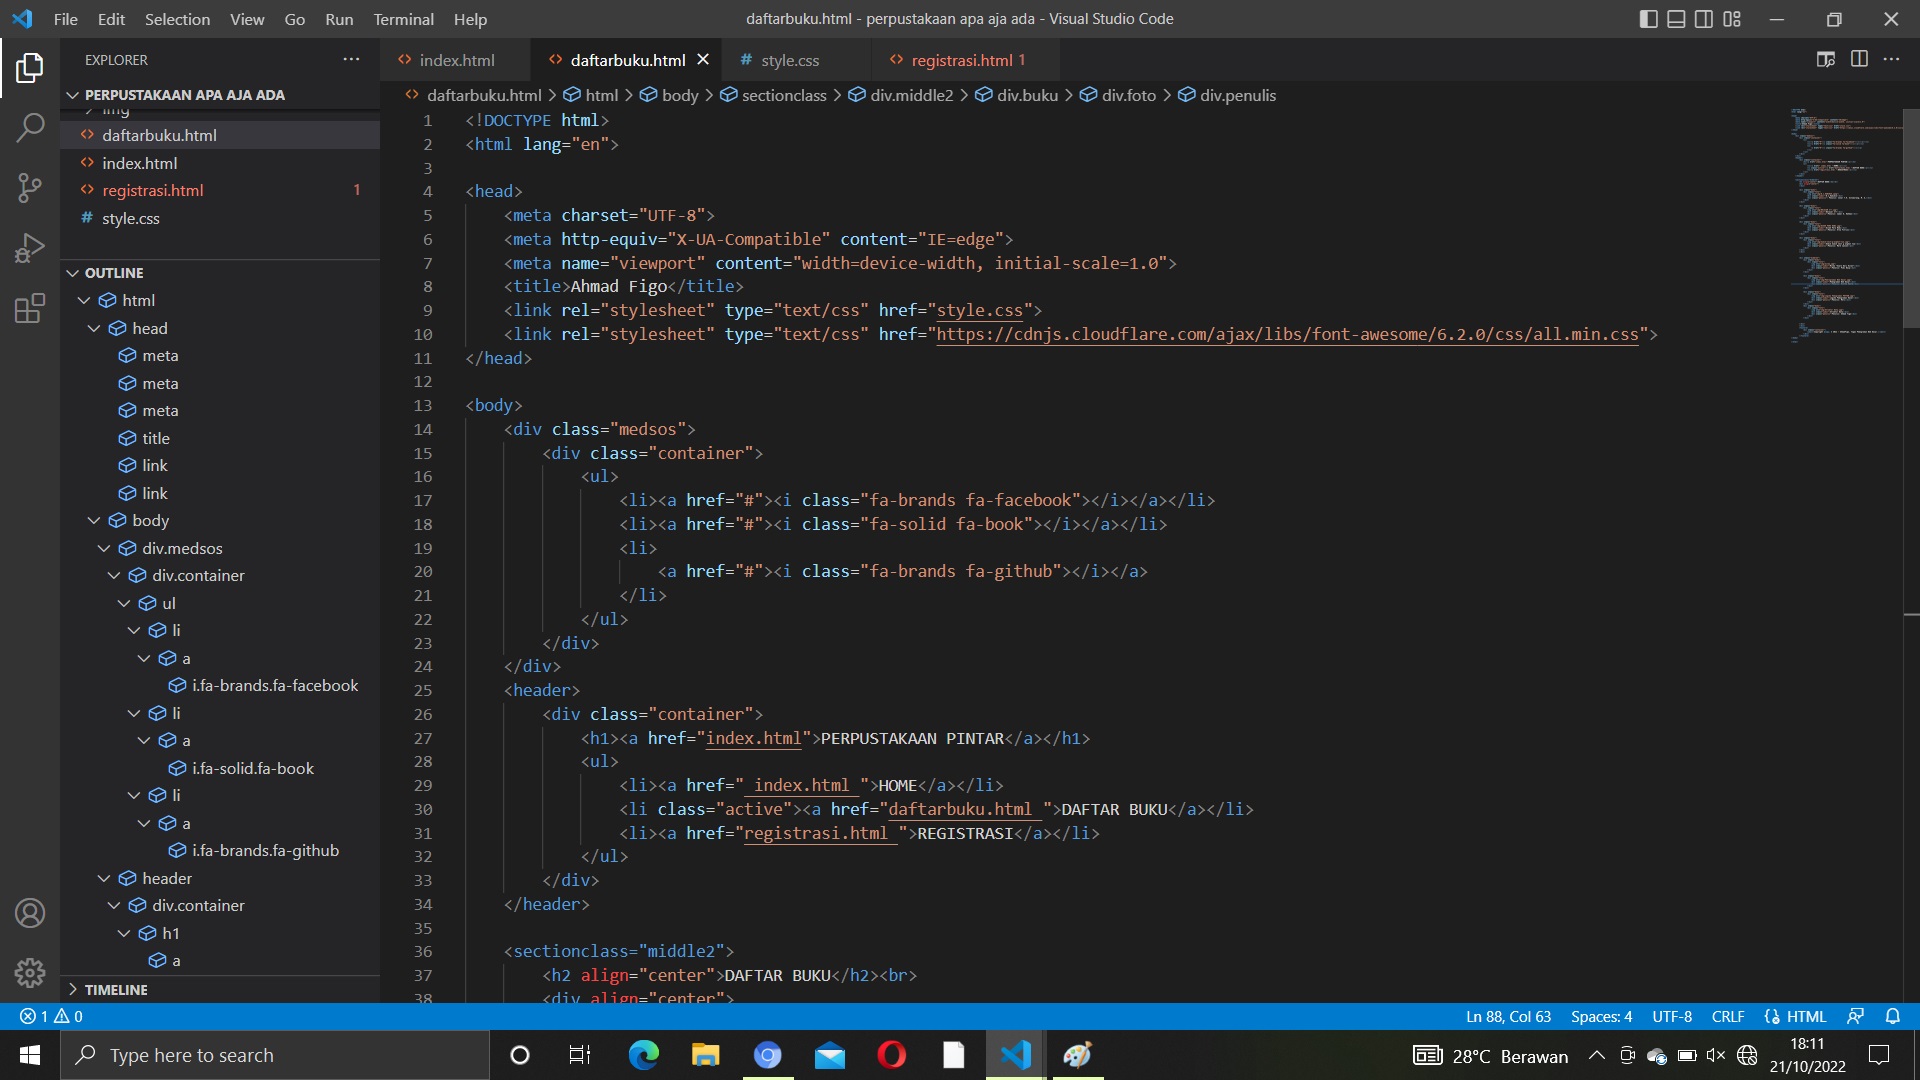 File Edit Selection View Go Run Terminal Help
daftarbuku.html - perpustakaan apa aja ada - Visual Studio Code
EXPLORER
PERPUSTAKAAN APA AJA ADA
img
daftarbuku.html
index.html
registrasi.html 1
style.css
OUTLINE
html
head
meta
meta
meta
title
link
link
body
div.medsos
div.container
ul
li
a
i.fa-brands.fa-facebook
li
a
i.fa-solid.fa-book
li
a
i.fa-brands.fa-github
header
div.container
h1
a
TIMELINE
index.html daftarbuku.html style.css registrasi.html 1
daftarbuku.html > html > body > sectionclass > div.middle2 > div.buku > div.foto > div.penulis
1 <!DOCTYPE html>
2 <html lang="en">
3
4 <head>
5 <meta charset="UTF-8">
6 <meta http-equiv="X-UA-Compatible" content="IE=edge">
7 <meta name="viewport" content="width=device-width, initial-scale=1.0">
8 <title>Ahmad Figo</title>
9 <link rel="stylesheet" type="text/css" href="style.css">
10 <link rel="stylesheet" type="text/css" href="https://cdnjs.cloudflare.com/ajax/libs/font-awesome/6.2.0/css/all.min.css">
11 </head>
12
13 <body>
14 <div class="medsos">
15 <div class="container">
16 <ul>
17 <li><a href="#"><i class="fa-brands fa-facebook"></i></a></li>
18 <li><a href="#"><i class="fa-solid fa-book"></i></a></li>
19 <li>
20 <a href="#"><i class="fa-brands fa-github"></i></a>
21 </li>
22 </ul>
23 </div>
24 </div>
25 <header>
26 <div class="container">
27 <h1><a href="index.html">PERPUSTAKAAN PINTAR</a></h1>
28 <ul>
29 <li><a href=" index.html ">HOME</a></li>
30 <li class="active"><a href="daftarbuku.html ">DAFTAR BUKU</a></li>
31 <li><a href="registrasi.html ">REGISTRASI</a></li>
32 </ul>
33 </div>
34 </header>
35
36 <sectionclass="middle2">
37 <h2 align="center">DAFTAR BUKU</h2><br>
38 <div align="center">
1 0
Ln 88, Col 63 Spaces: 4 UTF-8 CRLF HTML
Type here to search
28°C Berawan
18:11
21/10/2022